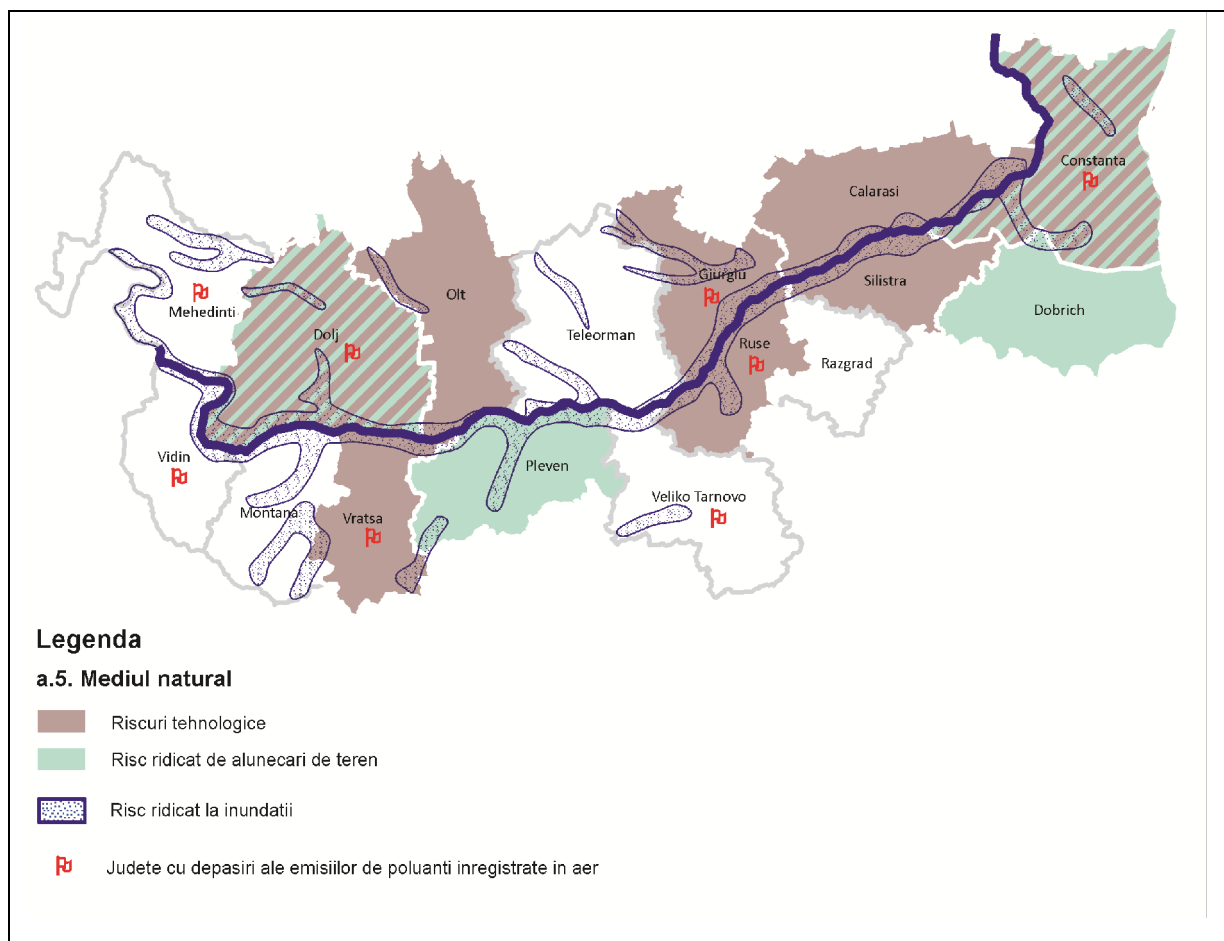 Constanta
Calarasi
Giurgiu
Silistra
Olt
Mehedinti
Dobrich
Dolj
Teleorman
Ruse
Razgrad
Vidin
Pleven
Veliko Tarnovo
Montana
Vratsa
Legenda
a.5. Mediul natural
Riscuri tehnologice
Risc ridicat de alunecari de teren
Risc ridicat la inundatii
Judete cu depasiri ale emisiilor de poluanti inregistrate in aer